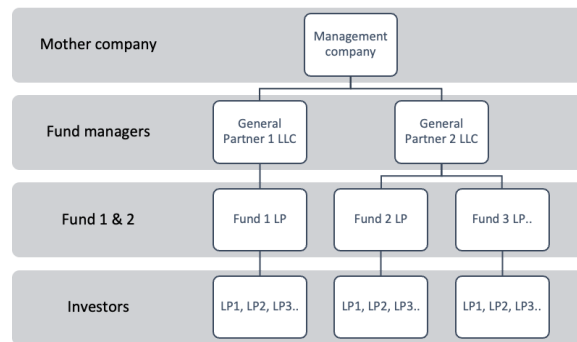 Mother company
Management
company
Fund managers
General
Partner 1 LLC
General
Partner 2 LLC
Fund 1 & 2
Fund 1 LP
Fund 2 LP
Fund 3 LP..
Investors
LP1, LP2, LP3..
LP1, LP2, LP3..
LP1, LP2, LP3..